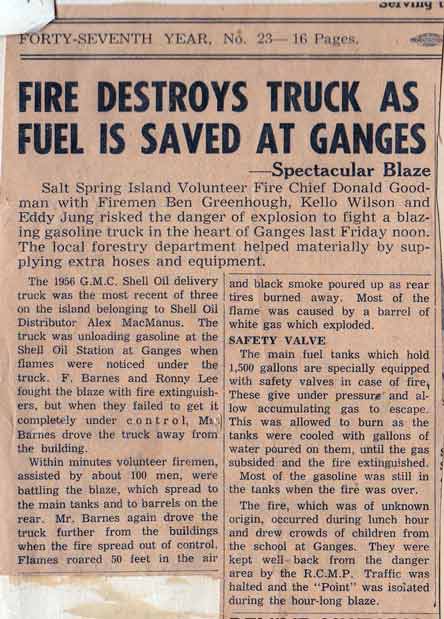 Serving
FORTY-SEVENTH YEAR, No. 23— 16 Pages.
FIRE DESTROYS TRUCK AS
FUEL IS SAVED AT GANGES
—Spectacular Blaze
Salt Spring Island Volunteer Fire Chief Donald Good-
man with Firemen Ben Greenhough, Kello Wilson and
Eddy Jung risked the danger of explosion to fight a blaz-
ing gasoline truck in the heart of Ganges last Friday noon.
The local forestry department helped materially by sup-
plying extra hoses and equipment.
The 1956 G.M.C. Shell Oil delivery
truck was the most recent of three
on the island belonging to Shell Oil
Distributor Alex MacManus. The
truck was unloading gasoline at the
Shell Oil Station at Ganges when
flames were noticed under the
truck. F. Barnes and Ronny Lee
fought the blaze with fire extinguish-
ers, but when they failed to get it
completely under control, Mr.
Barnes drove the truck away from
the building.
Within minutes volunteer firemen,
assisted by about 100 men, were
battling the blaze, which spread to
the main tanks and to barrels on the
rear. Mr. Barnes again drove the
truck further from the buildings
when the fire spread out of control.
Flames roared 50 feet in the air
and black smoke poured up as rear
tires burned away. Most of the
flame was caused by a barrel of
white gas which exploded.
SAFETY VALVE
The main fuel tanks which hold
1,500 gallons are specially equipped
with safety valves in case of fire.
These give under pressure and al-
low accumulating gas to escape.
This was allowed to burn as the
tanks were cooled with gallons of
water poured on them, until the gas
subsided and the fire extinguished.
Most of the gasoline was still in
the tanks when the fire was over.
The fire, which was of unknown
origin, occurred during lunch hour
and drew crowds of children from
the school at Ganges. They were
kept well back from the danger
area by the R.C.M.P. Traffic was
halted and the "Point" was isolated
during the hour-long blaze.